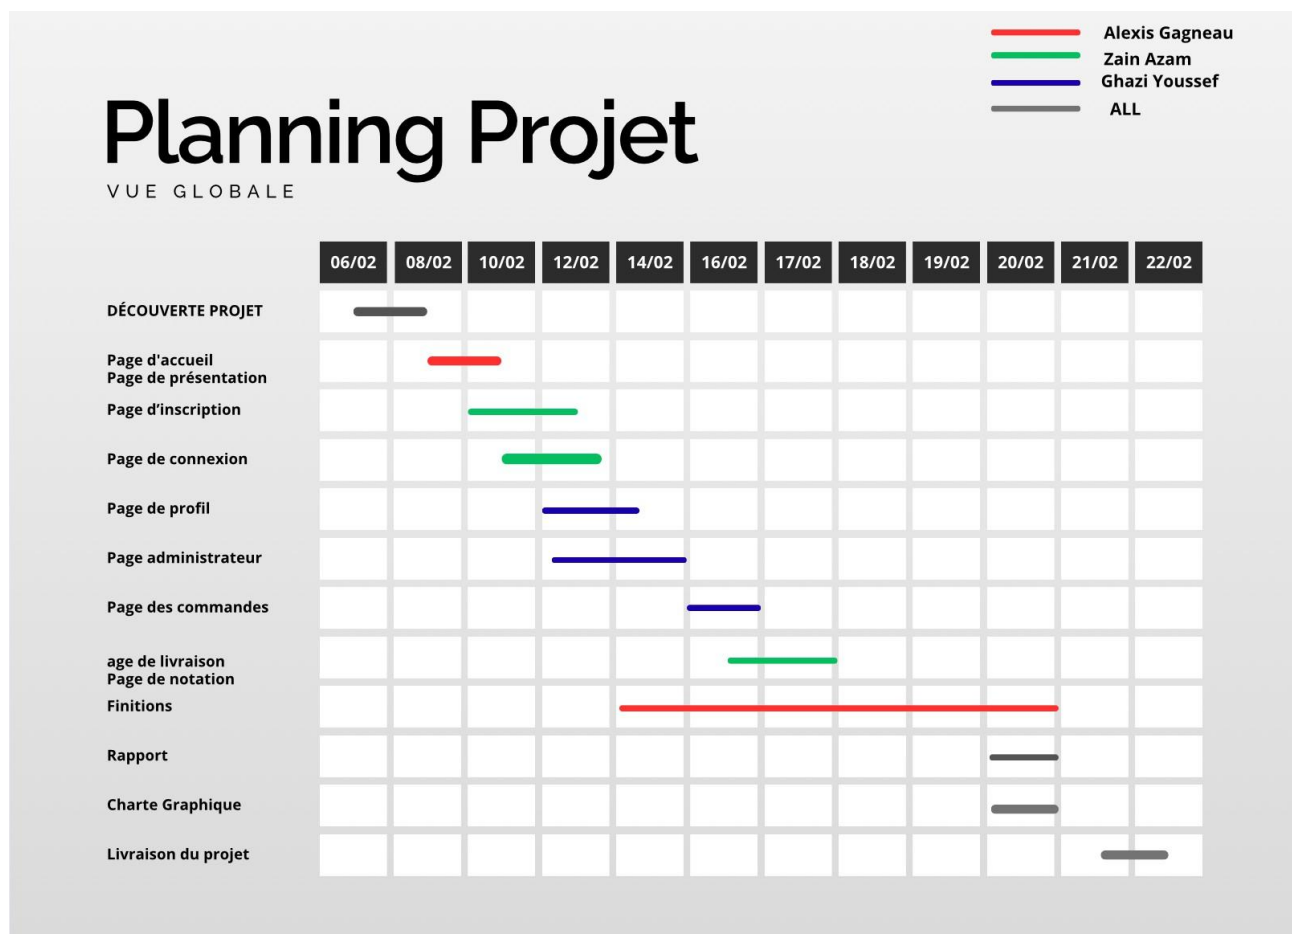 Alexis Gagneau
Zain Azam
Ghazi Youssef
ALL
Planning Projet
VUE GLOBALE
06/02 08/02 10/02 12/02 14/02 16/02 17/02 18/02 19/02 20/02 21/02 22/02
DÉCOUVERTE PROJET
Page d'accueil
Page de présentation
Page d’inscription
Page de connexion
Page de profil
Page administrateur
Page des commandes
age de livraison
Page de notation
Finitions
Rapport
Charte Graphique
Livraison du projet